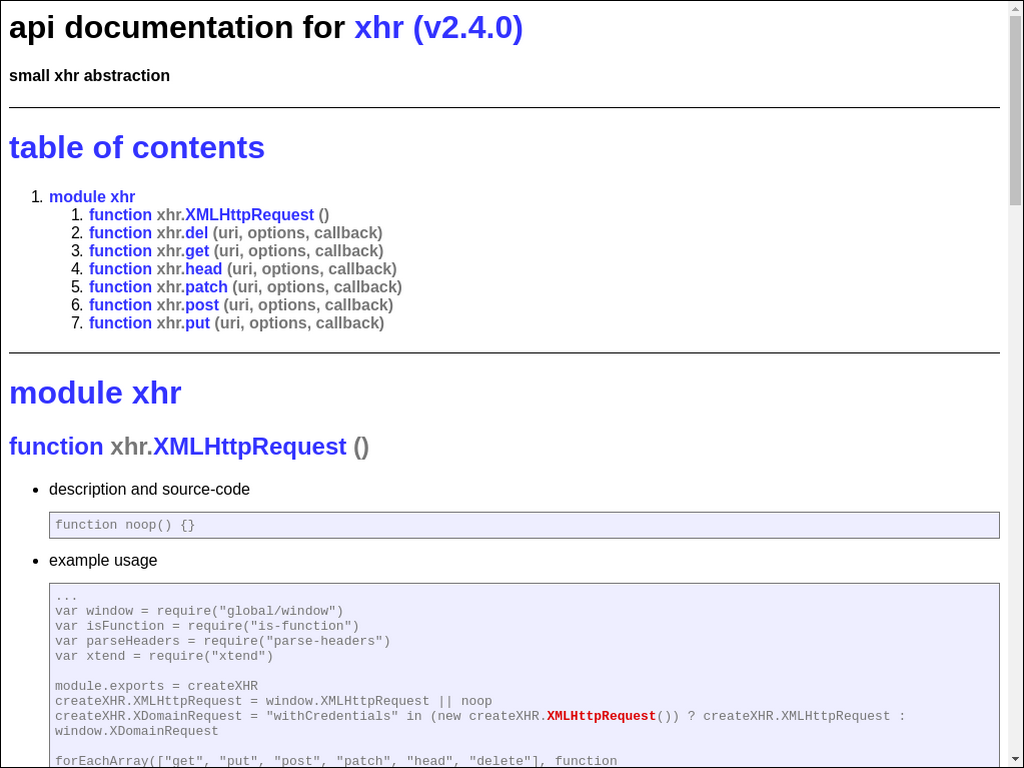 api documentation for xhr (v2.4.0)
small xhr abstraction
table of contents
1. module xhr
1. function xhr.XMLHttpRequest ()
2. function xhr.del (uri, options, callback)
3. function xhr.get (uri, options, callback)
4. function xhr.head (uri, options, callback)
5. function xhr.patch (uri, options, callback)
6. function xhr.post (uri, options, callback)
7. function xhr.put (uri, options, callback)
module xhr
function xhr.XMLHttpRequest ()
• description and source-code
function noop() {}
• example usage
...
var window = require("global/window")
var isFunction = require("is-function")
var parseHeaders = require("parse-headers")
var xtend = require("xtend")
module.exports = createXHR
createXHR.XMLHttpRequest = window.XMLHttpRequest || noop
createXHR.XDomainRequest = "withCredentials" in (new createXHR.XMLHttpRequest()) ? createXHR.XMLHttpRequest :
window.XDomainRequest
forEachArray(["get", "put", "post", "patch", "head", "delete"], function